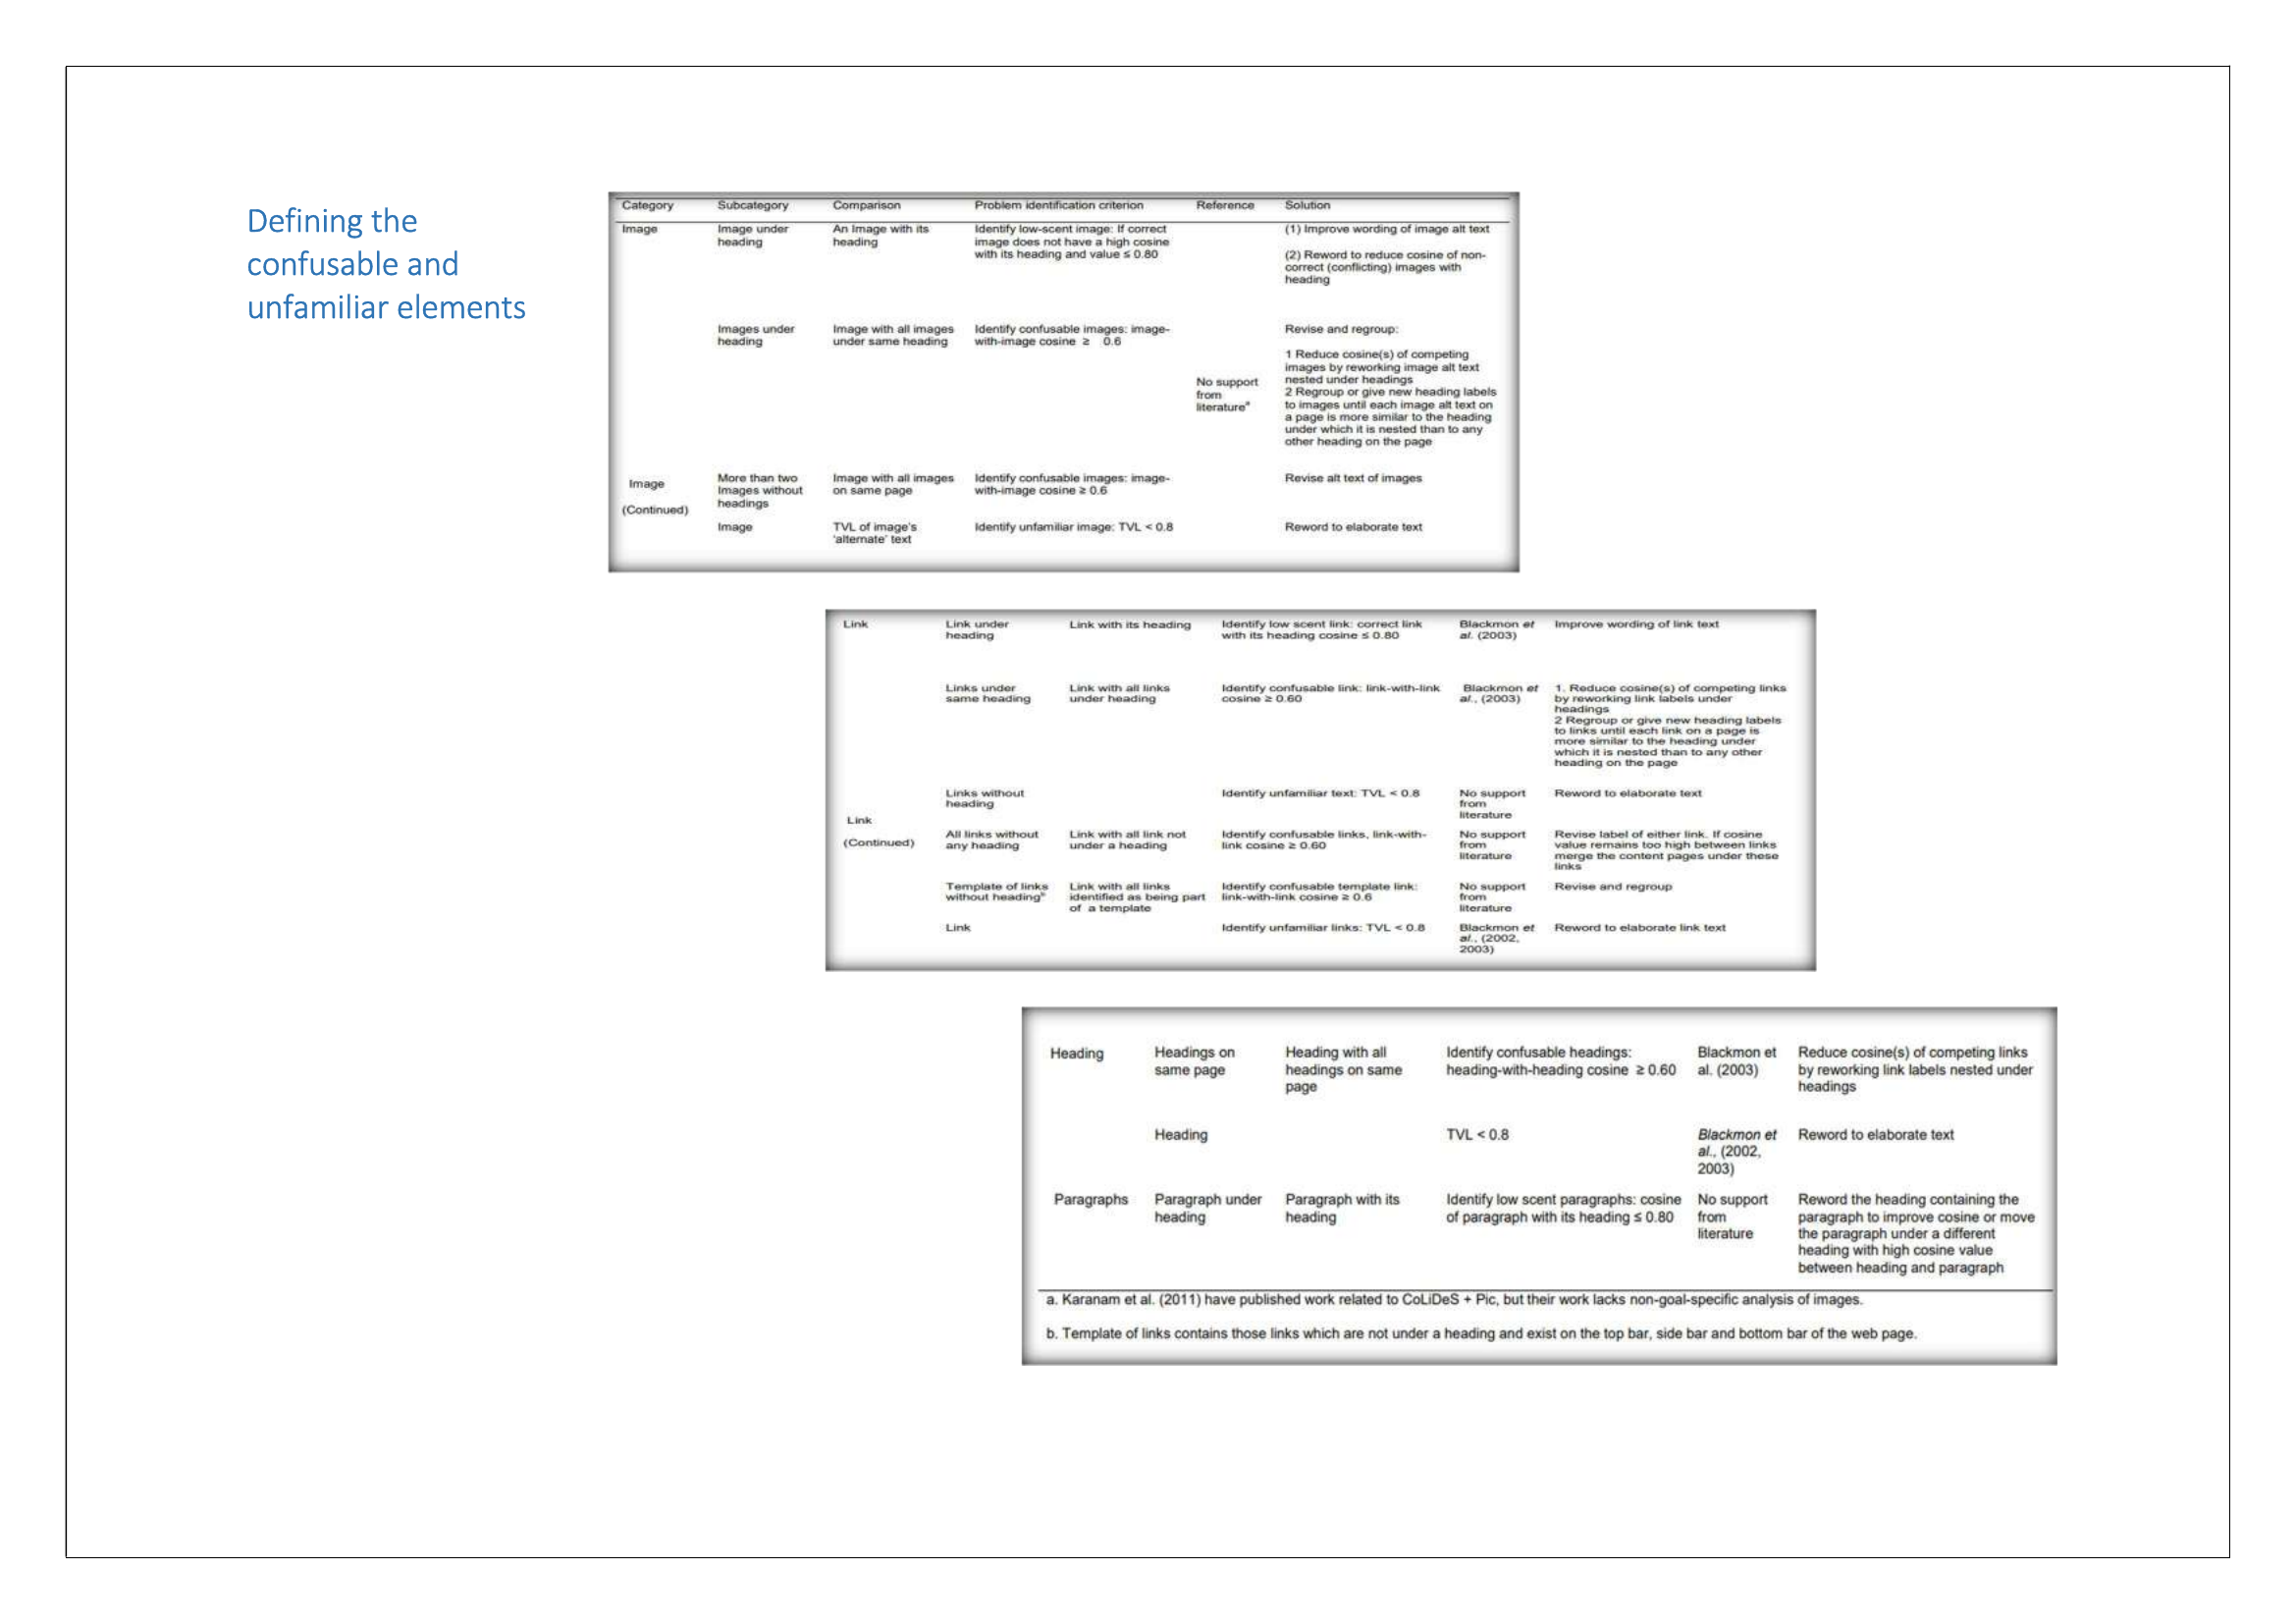 Defining the
confusable and
unfamiliar elements
Category Subcategory Comparison Problem identification criterion Reference Solution
Image Image under heading An Image with its heading Identify low-scent image: If correct image does not have a high cosine with its heading and value ≤ 0.80 (1) Improve wording of image alt text
(2) Reword to reduce cosine of non-correct (conflicting) images with heading
Images under heading Image with all images under same heading Identify confusable images: image-with-image cosine ≥ 0.6 Revise and regroup:
1 Reduce cosine(s) of competing images by reworking image alt text nested under headings
No support from literatureᵃ
2 Regroup or give new heading labels to images until each image alt text on a page is more similar to the heading under which it is nested than to any other heading on the page
Image (Continued) More than two Images without headings Image with all images on same page Identify confusable images: image-with-image cosine ≥ 0.6 Revise alt text of images
Image TVL of image's 'alternate' text Identify unfamiliar image: TVL < 0.8 Reword to elaborate text
Link Link under heading Link with its heading Identify low scent link: correct link with its heading cosine ≤ 0.80 Blackmon et al. (2003) Improve wording of link text
Links under same heading Link with all links under heading Identify confusable link: link-with-link cosine ≥ 0.60 Blackmon et al., (2003) 1. Reduce cosine(s) of competing links by reworking link labels under headings
2 Regroup or give new heading labels to links until each link on a page is more similar to the heading under which it is nested than to any other heading on the page
Links without heading Identify unfamiliar text: TVL < 0.8 No support from literature Reword to elaborate text
Link (Continued) All links without any heading Link with all link not under a heading Identify confusable links, link-with-link cosine ≥ 0.60 No support from literature Revise label of either link. If cosine value remains too high between links merge the content pages under these links
Template of links without headingᵇ Link with all links identified as being part of a template Identify confusable template link: link-with-link cosine ≥ 0.6 No support from literature Revise and regroup
Link Identify unfamiliar links: TVL < 0.8 Blackmon et al., (2002, 2003) Reword to elaborate link text
Heading Headings on same page Heading with all headings on same page Identify confusable headings: heading-with-heading cosine ≥ 0.60 Blackmon et al. (2003) Reduce cosine(s) of competing links by reworking link labels nested under headings
Heading TVL < 0.8 Blackmon et al., (2002, 2003) Reword to elaborate text
Paragraphs Paragraph under heading Paragraph with its heading Identify low scent paragraphs: cosine of paragraph with its heading ≤ 0.80 No support from literature Reword the heading containing the paragraph to improve cosine or move the paragraph under a different heading with high cosine value between heading and paragraph
a. Karanam et al. (2011) have published work related to CoLiDeS + Pic, but their work lacks non-goal-specific analysis of images.
b. Template of links contains those links which are not under a heading and exist on the top bar, side bar and bottom bar of the web page.